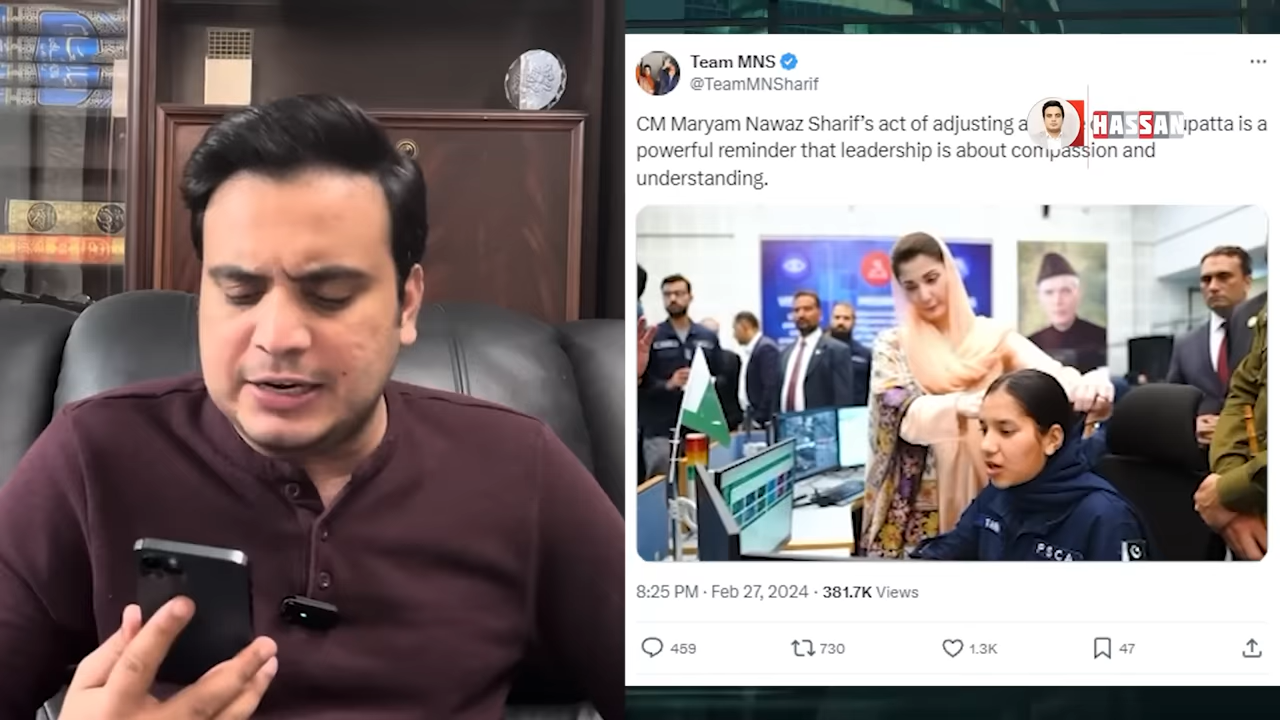 Team MNS
@TeamMNSharif
CM Maryam Nawaz Sharif’s act of adjusting a is a
HASSAN
powerful reminder that leadership is about compassion and
understanding.
PSCA
8:25 PM · Feb 27, 2024 · 381.7K Views
459
730
1.3K
47